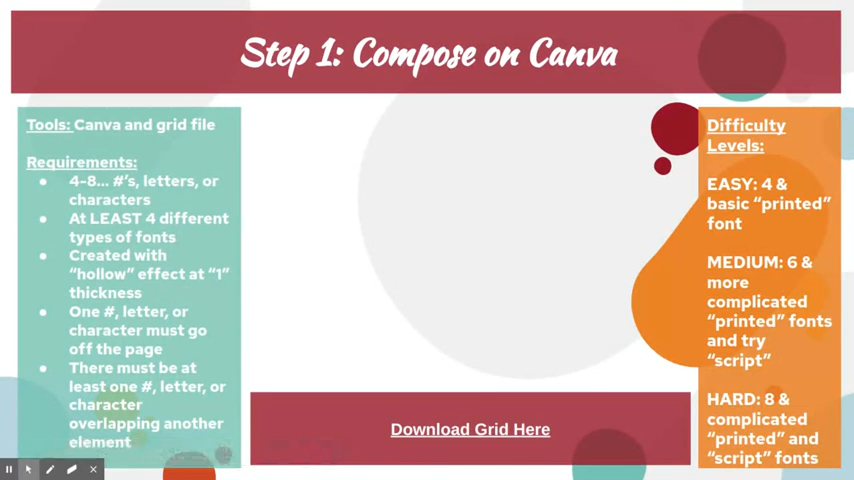 Step 1: Compose on Canva
Tools: Canva and grid file
Requirements:
● 4-8... #'s, letters, or
characters
● At LEAST 4 different
types of fonts
● Created with
“hollow” effect at “1”
thickness
● One #, letter, or
character must go
off the page
● There must be at
least one #, letter, or
character
overlapping another
element
Download Grid Here
Difficulty
Levels:
EASY: 4 &
basic “printed”
font
MEDIUM: 6 &
more
complicated
“printed” fonts
and try
“script”
HARD: 8 &
complicated
“printed” and
“script” fonts